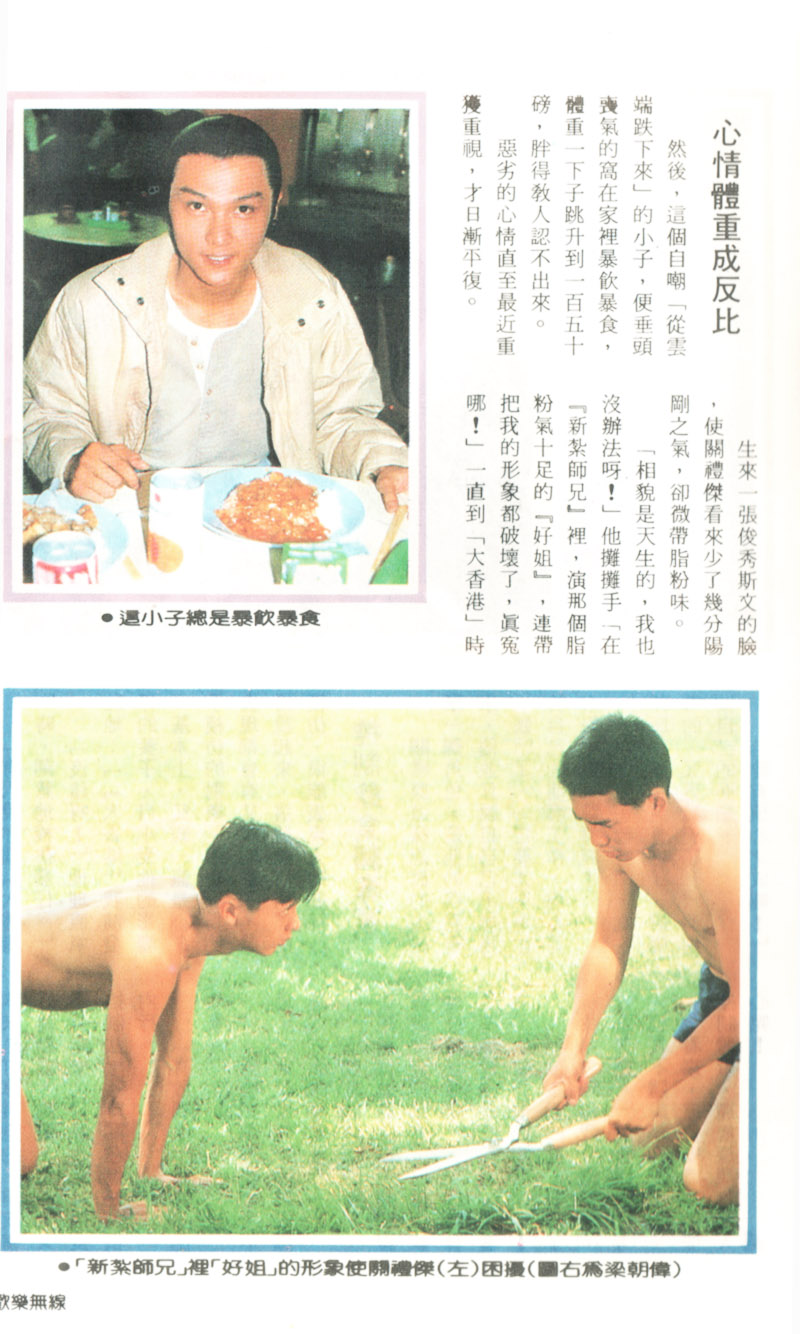 心情體重成反比
然後，這個自嘲「從雲
端跌下來」的小子，便垂頭
喪氣的窩在家裡暴飲暴食，
體重一下子跳升到一百五十
磅，胖得教人認不出來。
惡劣的心情直至最近重
獲重視，才日漸平復。
生來一張俊秀斯文的臉
，使關禮傑看來少了幾分陽
剛之氣，卻微帶脂粉味。
「相貌是天生的，我也
沒辦法呀！」他攤攤手「在
『新紮師兄』裡，演那個脂
粉氣十足的『好姐』，連帶
把我的形象都破壞了，眞寃
哪！」一直到「大香港」時
●這小子總是暴飲暴食
●「新紮師兄」裡「好姐」的形象使關禮傑（左）困擾（圖右為梁朝偉）
歡樂無線